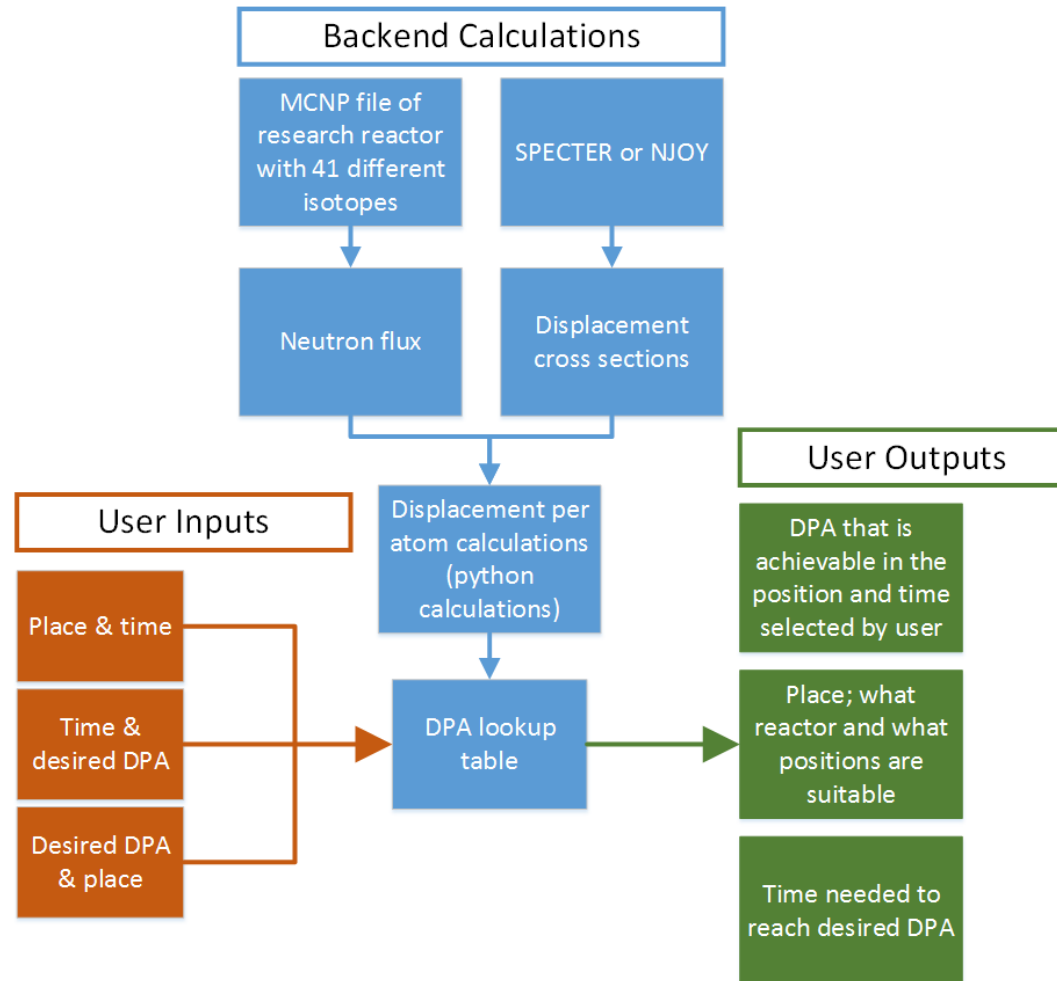 Backend Calculations
MCNP file of
research reactor
with 41 different
isotopes
SPECTER or NJOY
Neutron flux
Displacement
cross sections
User Inputs
Displacement per
atom calculations
(python
calculations)
User Outputs
Place & time
Time &
desired DPA
Desired DPA
& place
DPA lookup
table
DPA that is
achievable in the
position and time
selected by user
Place; what
reactor and what
positions are
suitable
Time needed to
reach desired DPA